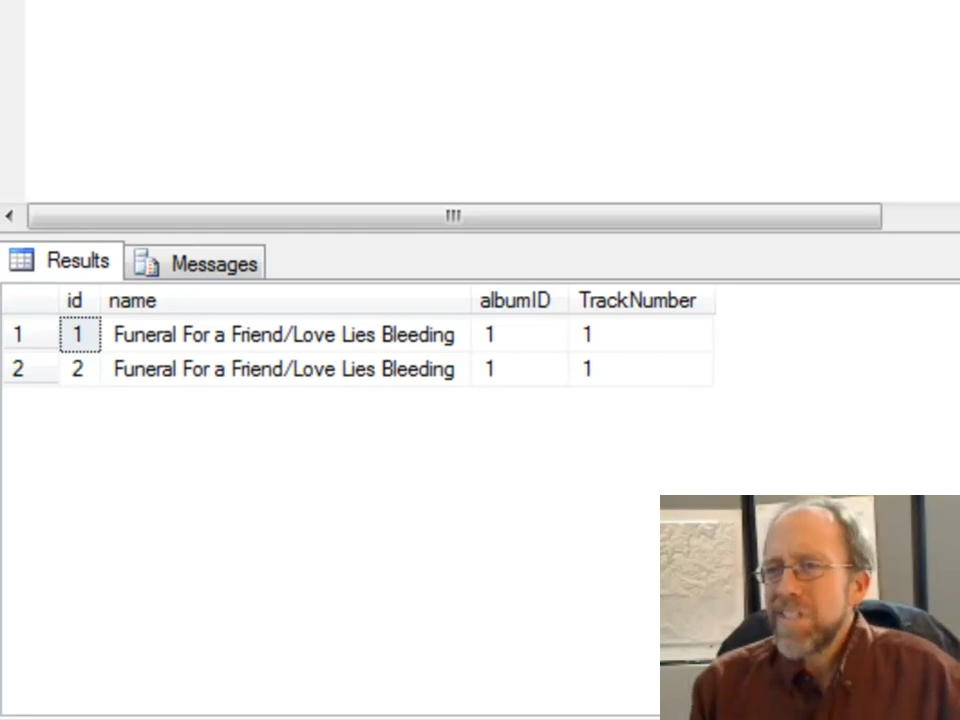 Results Messages
id name albumID TrackNumber
1 1 Funeral For a Friend/Love Lies Bleeding 1 1
2 2 Funeral For a Friend/Love Lies Bleeding 1 1